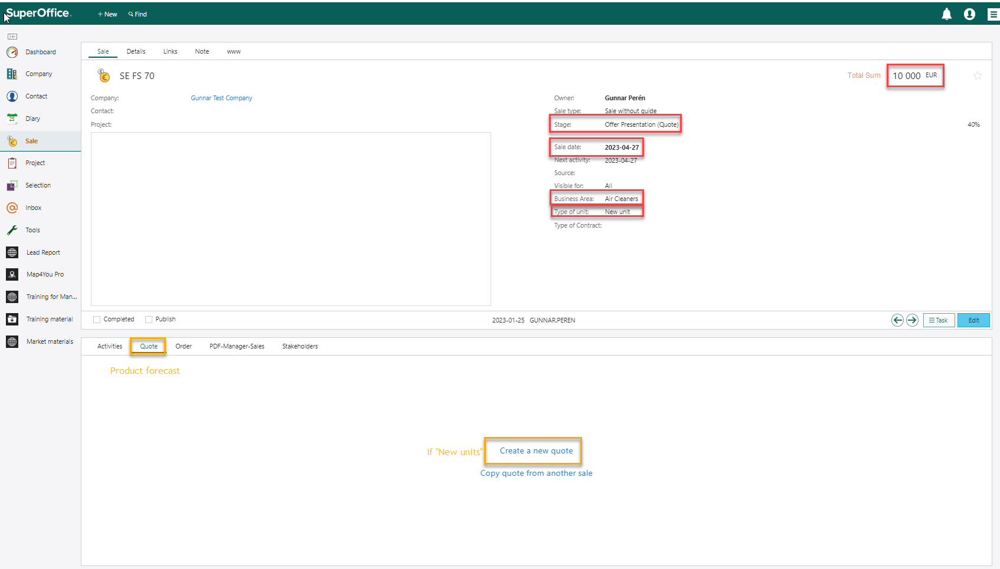 SuperOffice.
+ New
Find
Dashboard
Company
Contact
25
Diary
Sale
Project
Selection
Inbox
Tools
Lead Report
Map4You Pro
Training for Man...
Training material
Market materials
Sale
Details
Links
Note
www
SE FS 70
Total Sum
10 000 EUR
Company: Gunnar Test Company
Contact:
Project:
Owner: Gunnar Perén
Sale type: Sale without guide
Stage: Offer Presentation (Quote) 40%
Sale date: 2023-04-27
Next activity: 2023-04-27
Source:
Visible for: All
Business Area: Air Cleaners
Type of unit: New unit
Type of Contract:
Completed
Publish
2023-01-25 GUNNAR.PEREN
Task
Edit
Activities
Quote
Order
PDF-Manager-Sales
Stakeholders
Product forecast
If "New units"
Create a new quote
Copy quote from another sale